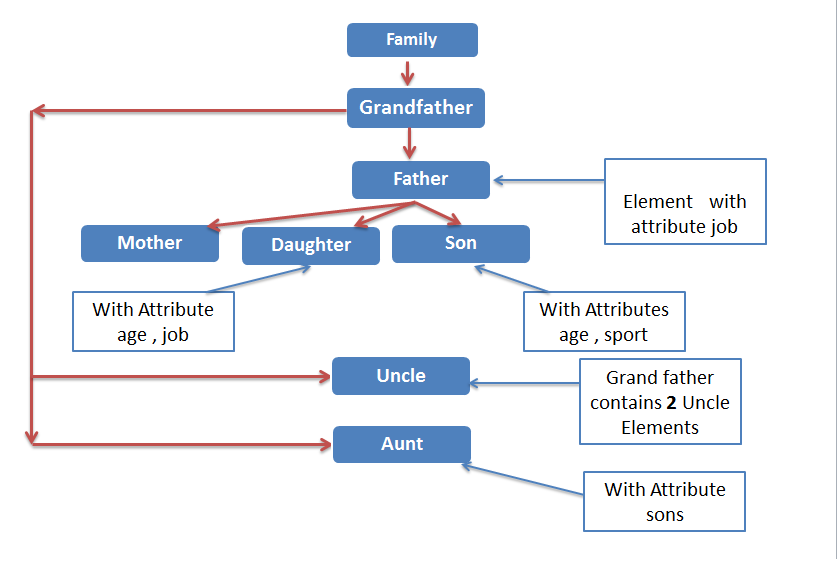 Family
Grandfather
Father
Element with
attribute job
Mother
Daughter
Son
With Attribute
age , job
With Attributes
age , sport
Uncle
Grand father
contains 2 Uncle
Elements
Aunt
With Attribute
sons